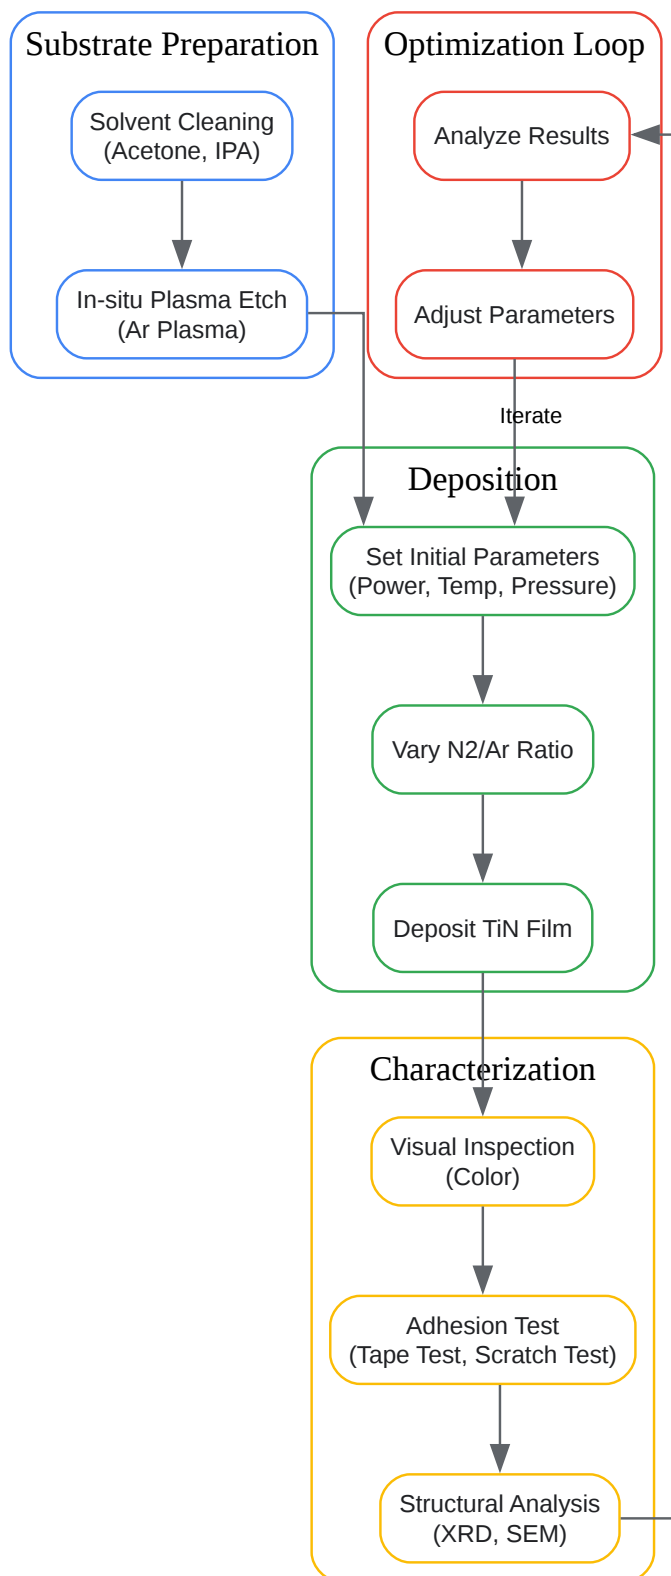 Substrate Preparation
Solvent Cleaning
(Acetone, IPA)
In-situ Plasma Etch
(Ar Plasma)
Optimization Loop
Analyze Results
Adjust Parameters
Iterate
Deposition
Set Initial Parameters
(Power, Temp, Pressure)
Vary N2/Ar Ratio
Deposit TiN Film
Characterization
Visual Inspection
(Color)
Adhesion Test
(Tape Test, Scratch Test)
Structural Analysis
(XRD, SEM)